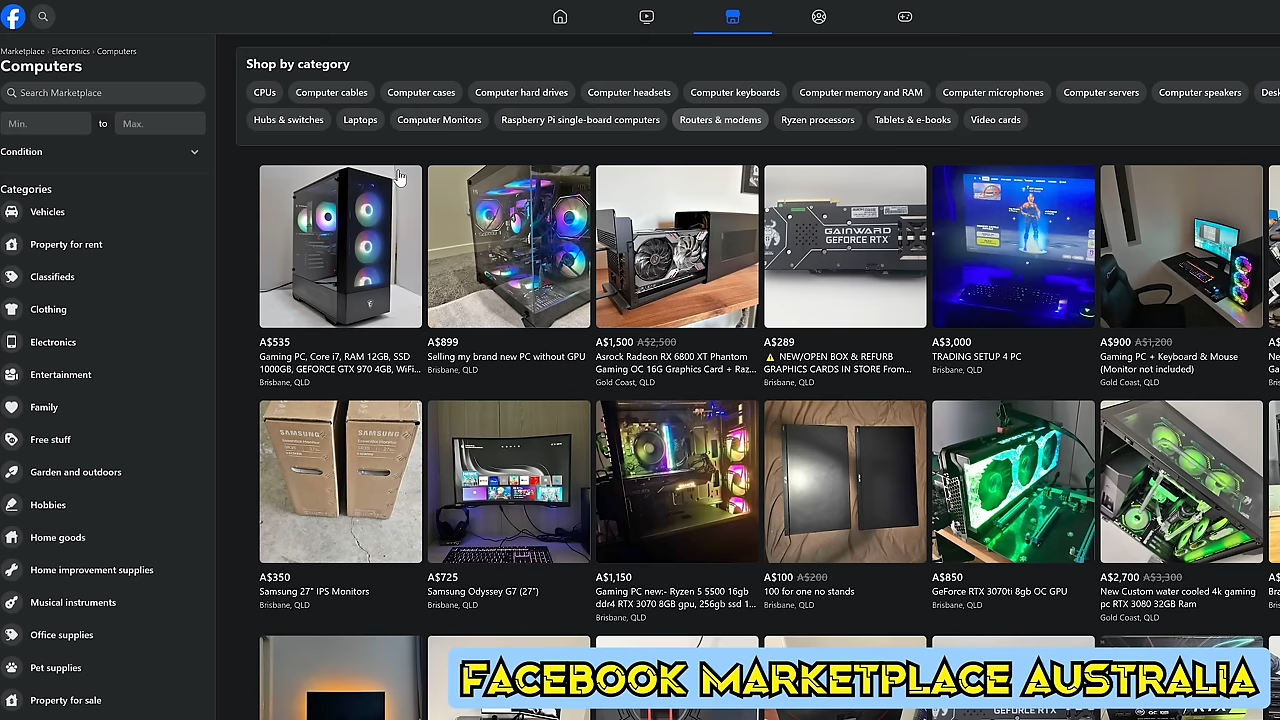 Marketplace › Electronics › Computers
Computers
Search Marketplace
Min. to Max.
Condition
Categories
Vehicles
Property for rent
Classifieds
Clothing
Electronics
Entertainment
Family
Free stuff
Garden and outdoors
Hobbies
Home goods
Home improvement supplies
Musical instruments
Office supplies
Pet supplies
Property for sale
Shop by category
CPUs Computer cables Computer cases Computer hard drives Computer headsets Computer keyboards Computer memory and RAM Computer microphones Computer servers Computer speakers Desk
Hubs & switches Laptops Computer Monitors Raspberry Pi single-board computers Routers & modems Ryzen processors Tablets & e-books Video cards
GAINWARD
GEFORCE RTX
A$535
Gaming PC, Core i7, RAM 12GB, SSD
1000GB, GEFORCE GTX 970 4GB, WiFi...
Brisbane, QLD
A$899
Selling my brand new PC without GPU
Brisbane, QLD
A$1,500 A$2,500
Asrock Radeon RX 6800 XT Phantom
Gaming OC 16G Graphics Card + Raz...
Gold Coast, QLD
A$289
⚠️ NEW/OPEN BOX & REFURB
GRAPHICS CARDS IN STORE From...
Brisbane, QLD
A$3,000
TRADING SETUP 4 PC
Brisbane, QLD
A$900 A$1,200
Gaming PC + Keyboard & Mouse
(Monitor not included)
Brisbane, QLD
SAMSUNG
SAMSUNG
A$350
Samsung 27" IPS Monitors
Brisbane, QLD
A$725
Samsung Odyssey G7 (27")
Brisbane, QLD
A$1,150
Gaming PC new:- Ryzen 5 5500 16gb
ddr4 RTX 3070 8GB gpu, 256gb ssd 1...
Brisbane, QLD
A$100 A$200
100 for one no stands
Brisbane, QLD
A$850
GeForce RTX 3070ti 8gb OC GPU
Brisbane, QLD
A$2,700 A$3,300
New Custom water cooled 4k gaming
pc RTX 3080 32GB Ram
Gold Coast, QLD
FACEBOOK MARKETPLACE AUSTRALIA